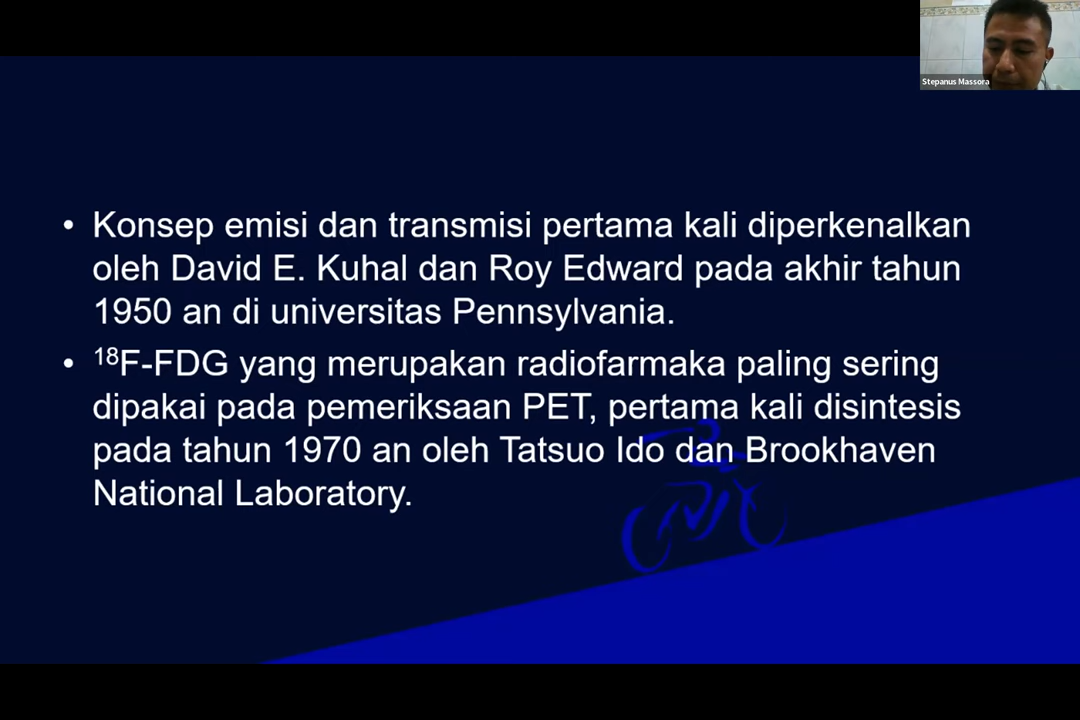 Stepanus Massora
• Konsep emisi dan transmisi pertama kali diperkenalkan
oleh David E. Kuhal dan Roy Edward pada akhir tahun
1950 an di universitas Pennsylvania.
• ¹⁸F-FDG yang merupakan radiofarmaka paling sering
dipakai pada pemeriksaan PET, pertama kali disintesis
pada tahun 1970 an oleh Tatsuo Ido dan Brookhaven
National Laboratory.